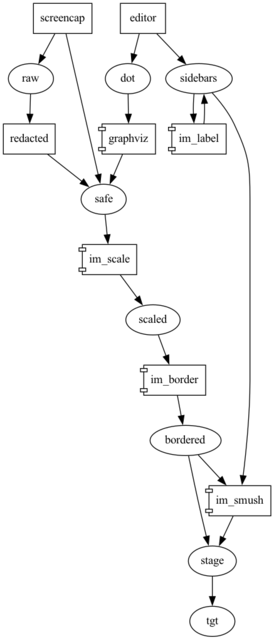 screencap
editor
raw
dot
sidebars
redacted
graphviz
im_label
safe
im_scale
scaled
im_border
bordered
im_smush
stage
tgt